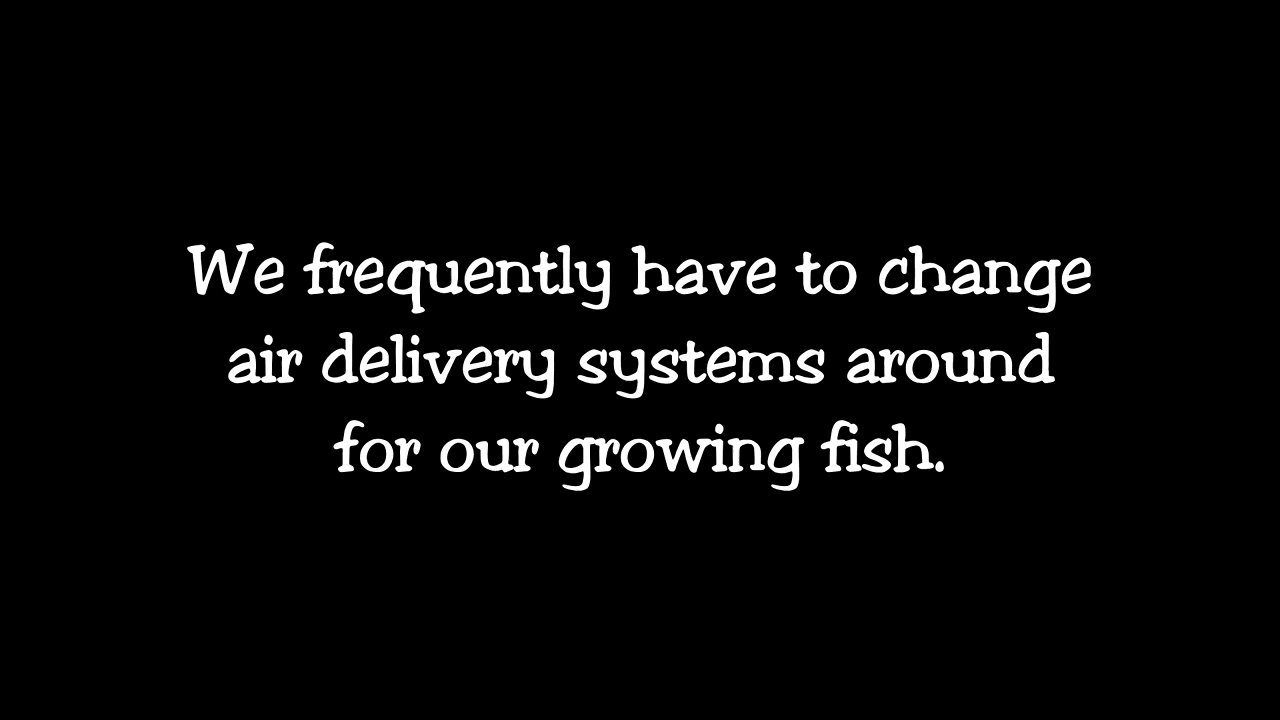 We frequently have to change
air delivery systems around
for our growing fish.